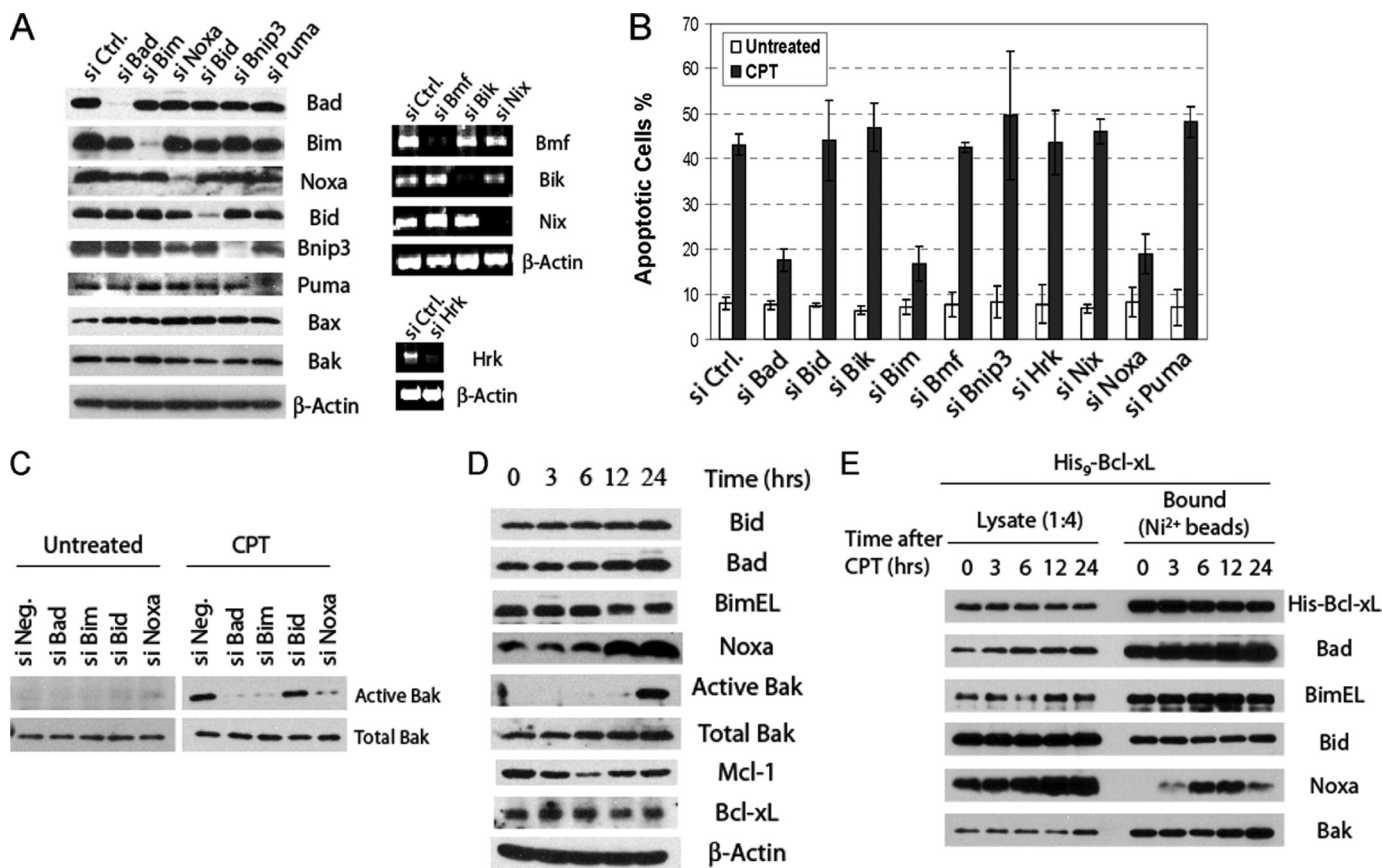 A
si Ctrl.
si Bad
si Bim
si Noxa
si Bid
si Bnip3
si Puma
Bad
Bim
Noxa
Bid
Bnip3
Puma
Bax
Bak
β-Actin
si Ctrl.
si Bmf
si Bik
si Nix
Bmf
Bik
Nix
β-Actin
si Ctrl.
si Hrk
Hrk
β-Actin
B
Apoptotic Cells %
70
60
50
40
30
20
10
0
Untreated
CPT
si Ctrl.
si Bad
si Bid
si Bik
si Bim
si Bmf
si Bnip3
si Hrk
si Nix
si Noxa
si Puma
C
Untreated
CPT
si Neg.
si Bad
si Bim
si Bid
si Noxa
si Neg.
si Bad
si Bim
si Bid
si Noxa
Active Bak
Total Bak
D
0 3 6 12 24 Time (hrs)
Bid
Bad
BimEL
Noxa
Active Bak
Total Bak
Mcl-1
Bcl-xL
β-Actin
E
His₉-Bcl-xL
Lysate (1:4)
Bound
(Ni²⁺ beads)
Time after
CPT (hrs)
0 3 6 12 24
0 3 6 12 24
His-Bcl-xL
Bad
BimEL
Bid
Noxa
Bak